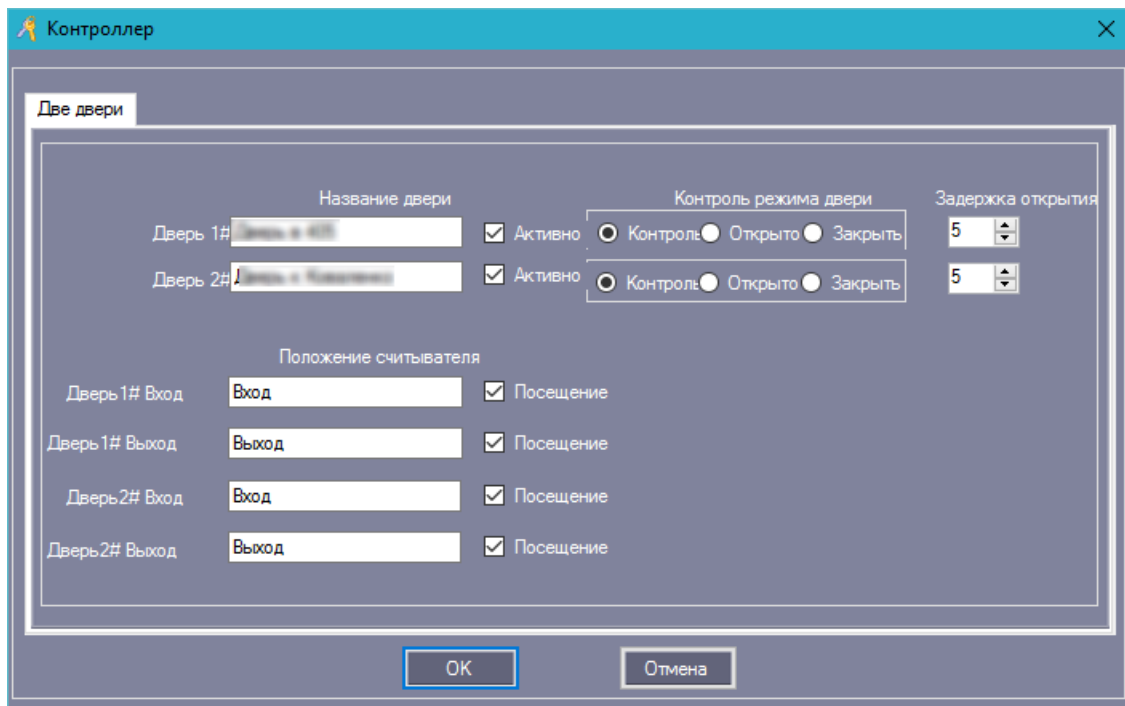 Контроллер
Две двери
Название двери Контроль режима двери Задержка открытия
Дверь 1# Активно Контроль Открыто Закрыть 5
Дверь 2# Активно Контроль Открыто Закрыть 5
Положение считывателя
Дверь1# Вход Вход Посещение
Дверь1# Выход Выход Посещение
Дверь2# Вход Вход Посещение
Дверь2# Выход Выход Посещение
OK Отмена